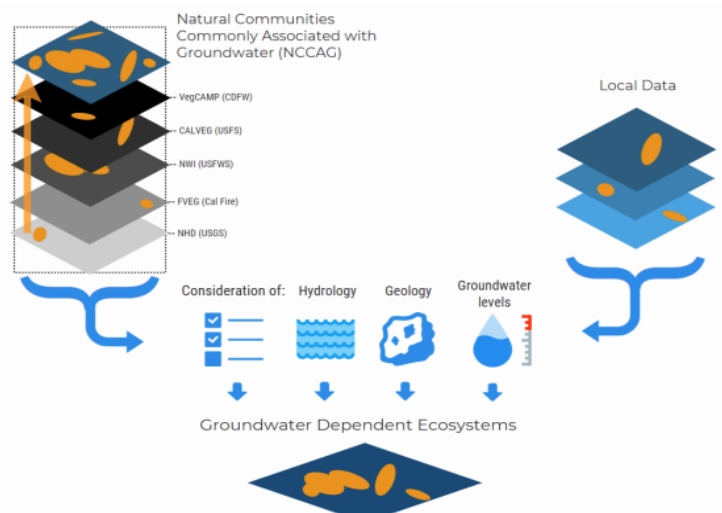 Natural Communities
Commonly Associated with
Groundwater (NCCAG)
VegCAMP (CDFW)
CALVEG (USFS)
NWI (USFWS)
FVEG (Cal Fire)
NHD (USGS)
Local Data
Consideration of:
Hydrology
Geology
Groundwater
levels
Groundwater Dependent Ecosystems